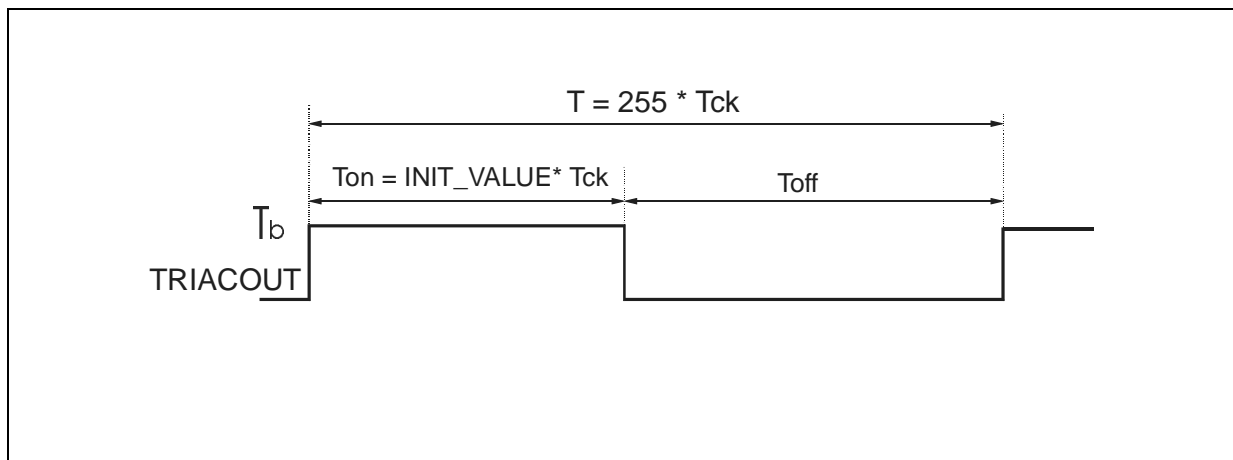 T = 255 * Tck
Ton = INIT_VALUE* Tck
Toff
Tb
TRIACOUT